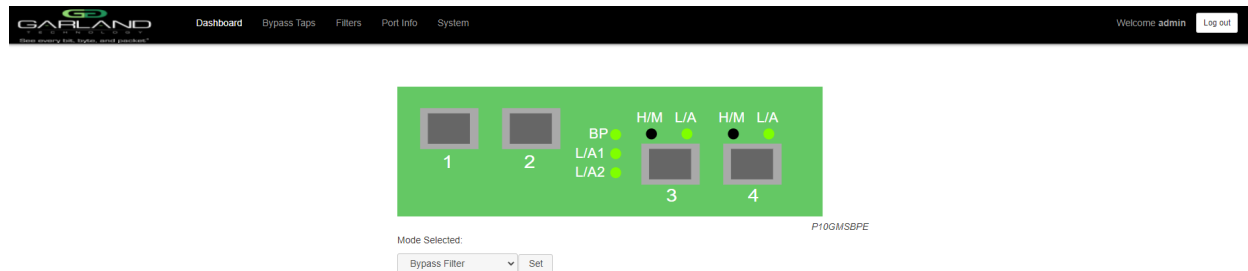 GARLAND
TECHNOLOGY
See every bit, byte, and packet®
Dashboard Bypass Taps Filters Port Info System Welcome admin Log out
H/M L/A H/M L/A
BP
L/A1
L/A2
1 2 3 4
P10GMSBPE
Mode Selected:
Bypass Filter Set